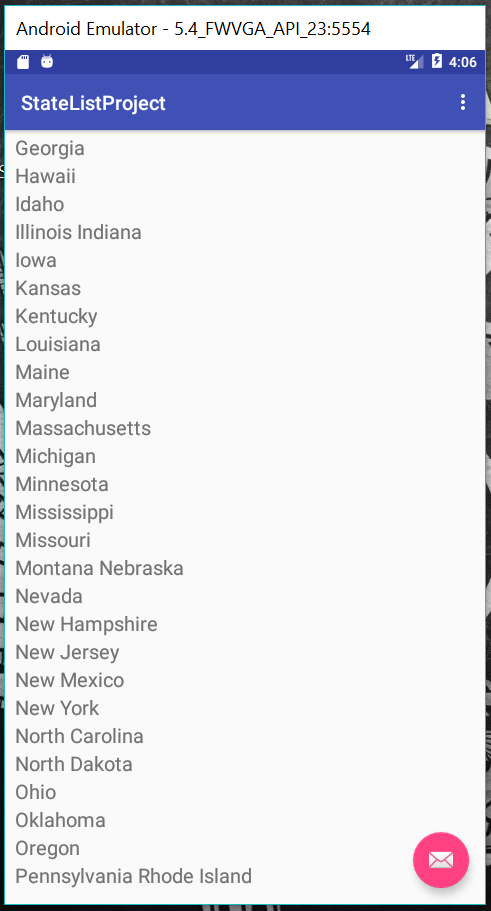 Android Emulator - 5.4_FWVGA_API_23:5554
LTE 4:06
StateListProject
Georgia
Hawaii
Idaho
Illinois Indiana
Iowa
Kansas
Kentucky
Louisiana
Maine
Maryland
Massachusetts
Michigan
Minnesota
Mississippi
Missouri
Montana Nebraska
Nevada
New Hampshire
New Jersey
New Mexico
New York
North Carolina
North Dakota
Ohio
Oklahoma
Oregon
Pennsylvania Rhode Island